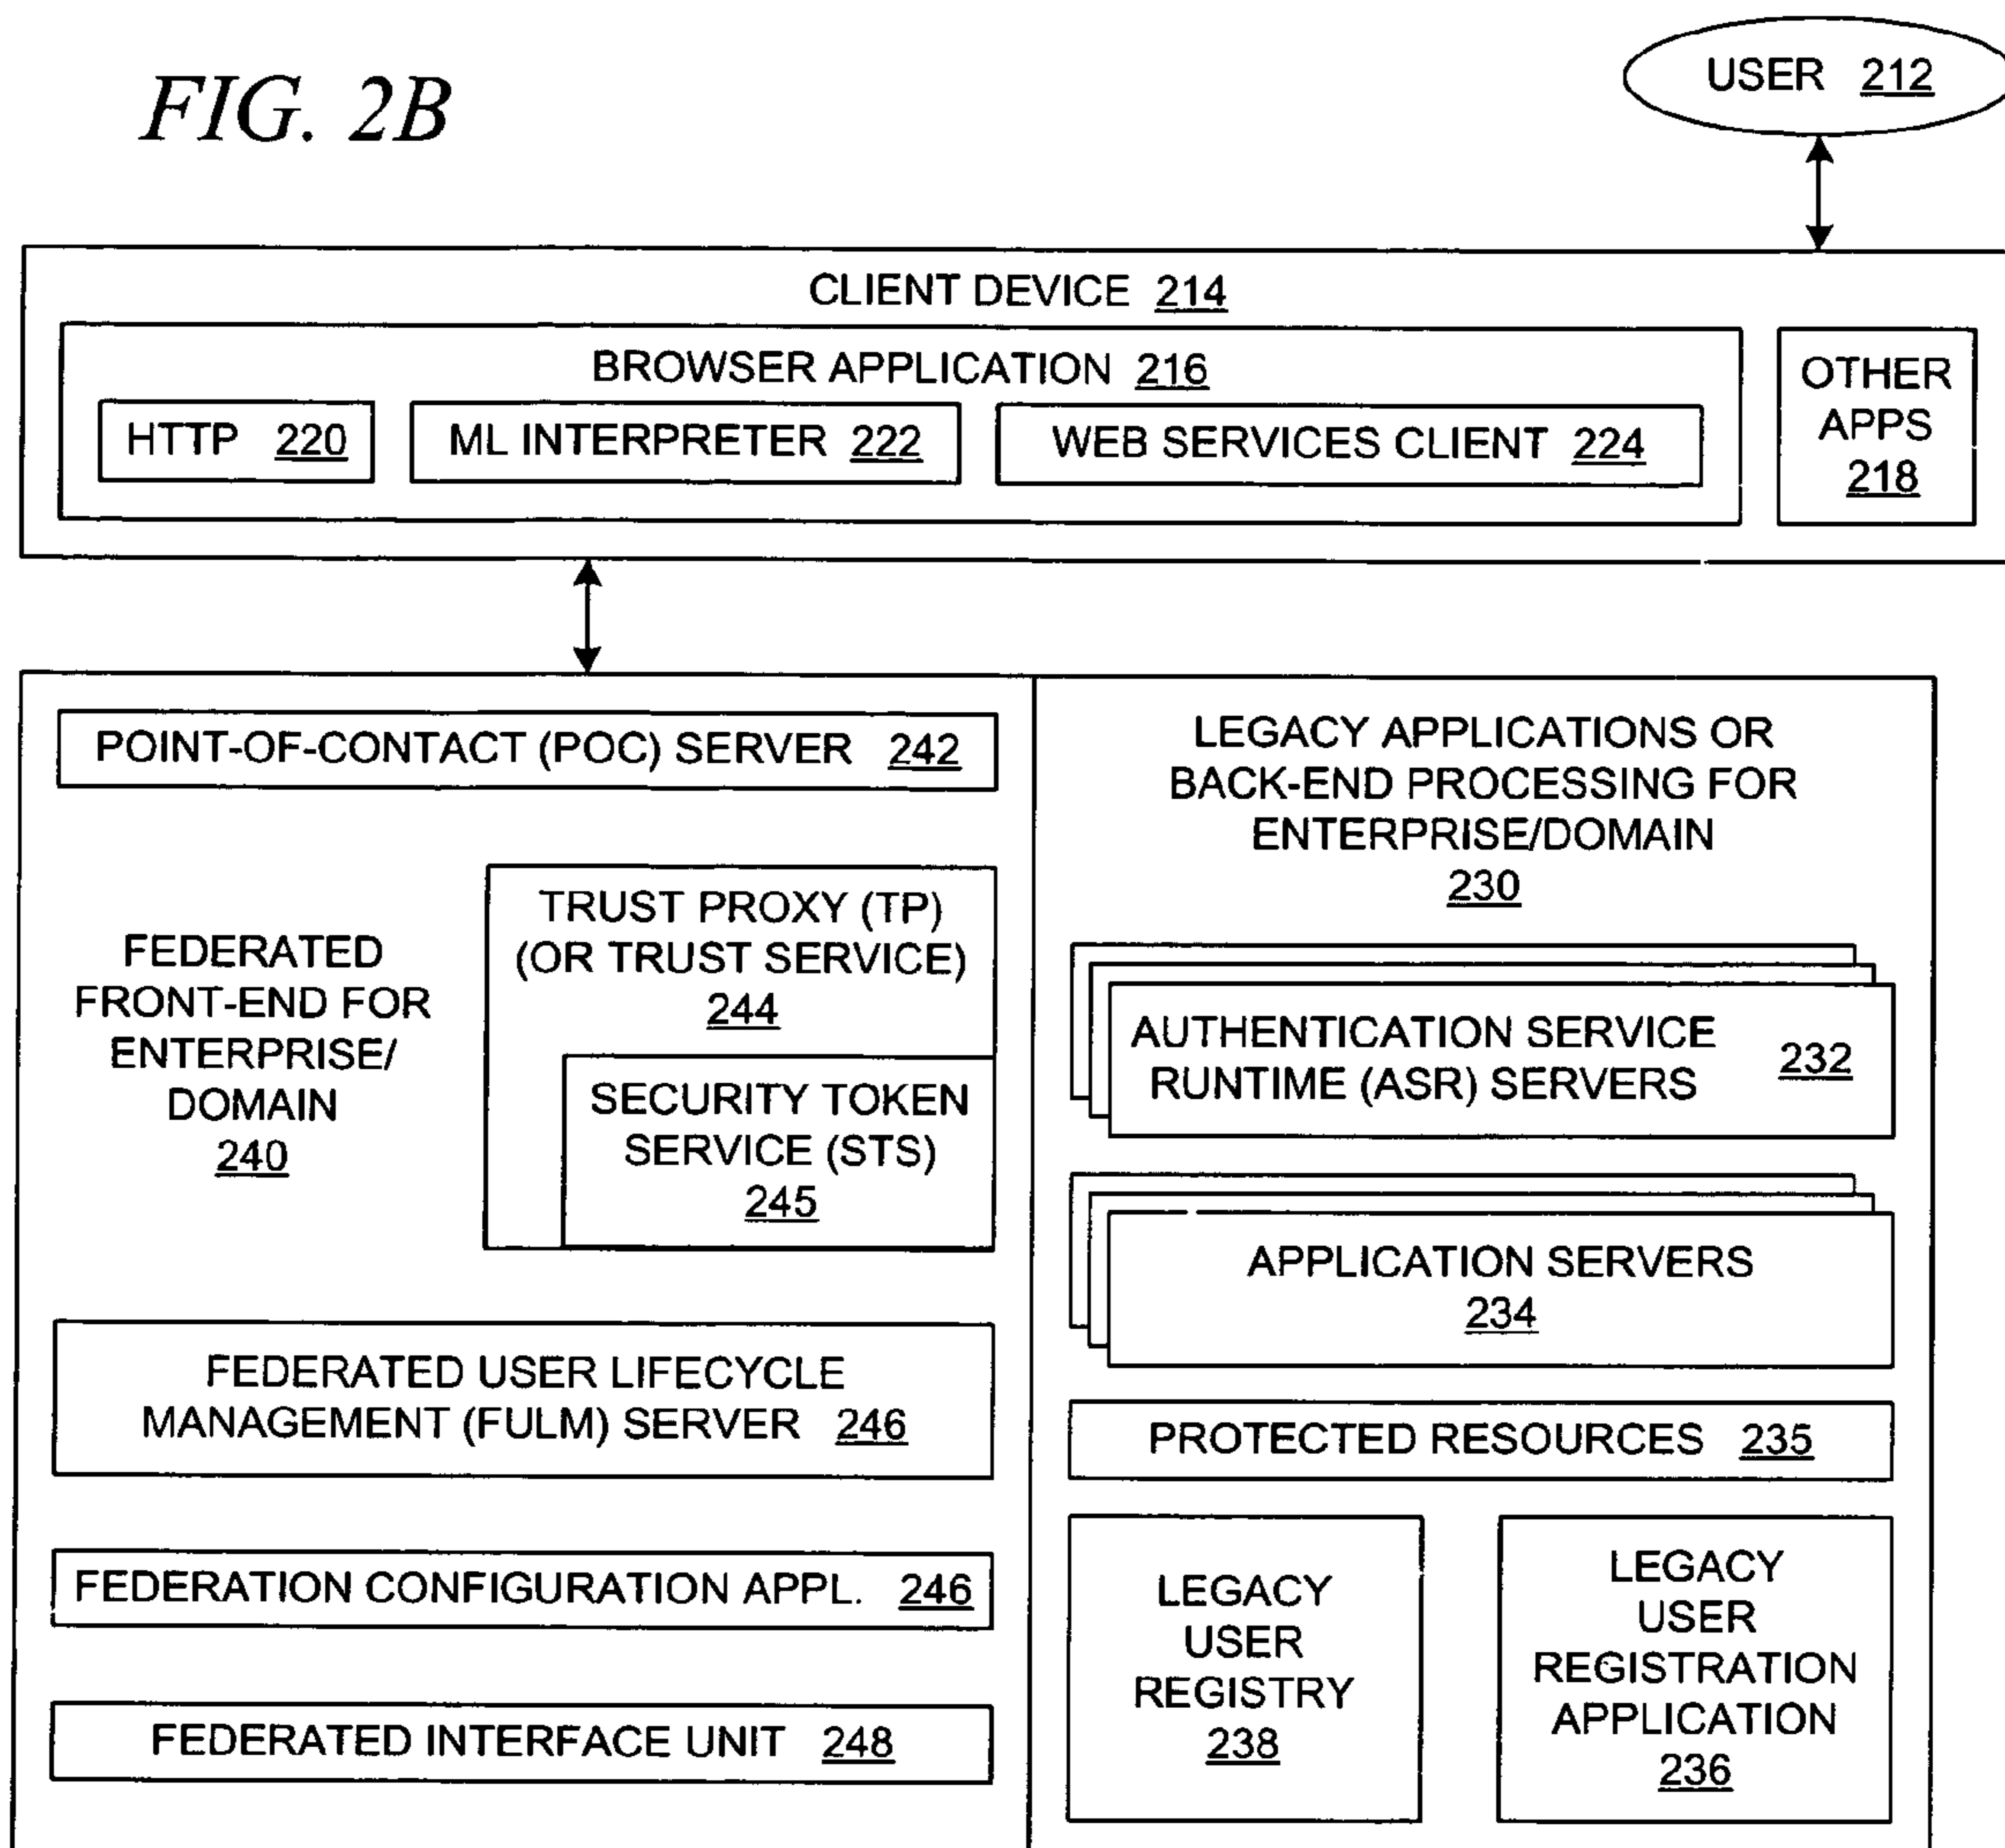 FIG. 2B
USER 212
CLIENT DEVICE 214
BROWSER APPLICATION 216
HTTP 220
ML INTERPRETER 222
WEB SERVICES CLIENT 224
OTHER
APPS
218
POINT-OF-CONTACT (POC) SERVER 242
FEDERATED
FRONT-END FOR
ENTERPRISE/
DOMAIN
240
TRUST PROXY (TP)
(OR TRUST SERVICE)
244
SECURITY TOKEN
SERVICE (STS)
245
FEDERATED USER LIFECYCLE
MANAGEMENT (FULM) SERVER 246
FEDERATION CONFIGURATION APPL. 246
FEDERATED INTERFACE UNIT 248
LEGACY APPLICATIONS OR
BACK-END PROCESSING FOR
ENTERPRISE/DOMAIN
230
AUTHENTICATION SERVICE
RUNTIME (ASR) SERVERS 232
APPLICATION SERVERS
234
PROTECTED RESOURCES 235
LEGACY
USER
REGISTRY
238
LEGACY
USER
REGISTRATION
APPLICATION
236